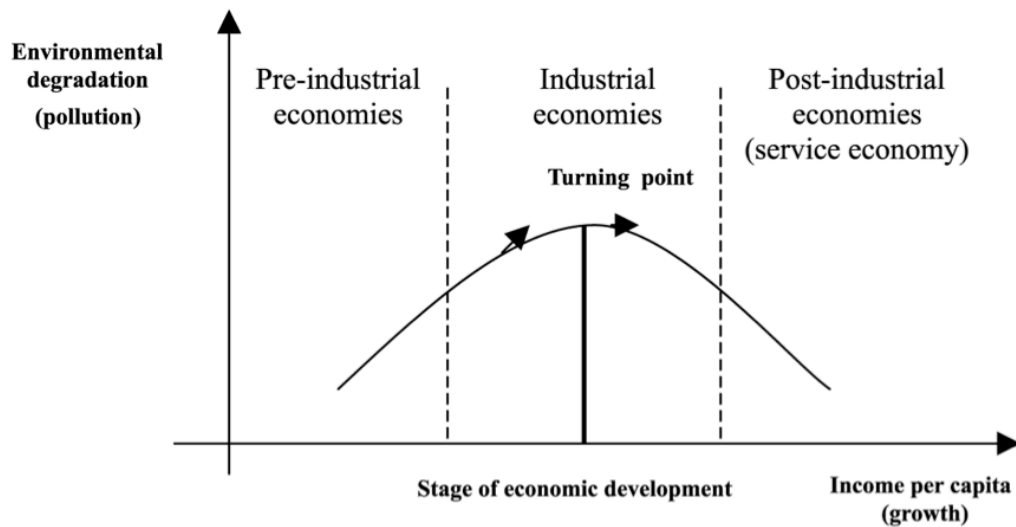 Environmental
degradation
(pollution)
Pre-industrial
economies
Industrial
economies
Post-industrial
economies
(service economy)
Turning point
Stage of economic development
Income per capita
(growth)